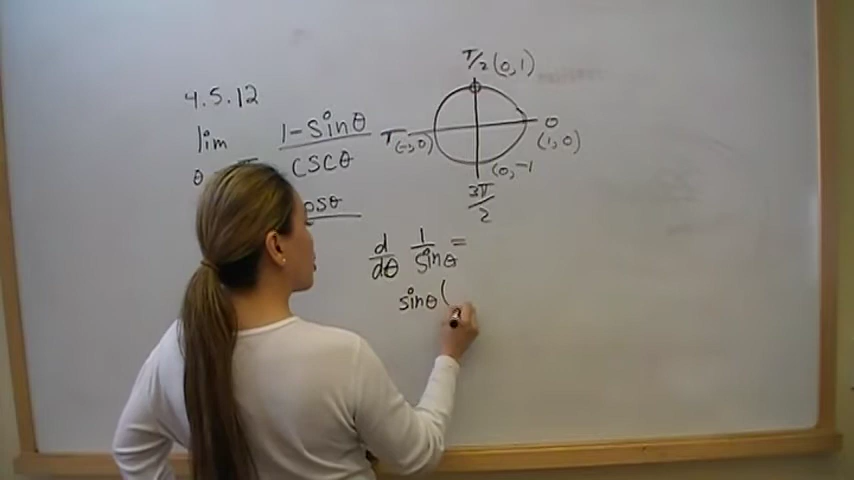 4.5.12
lim 1-sinθ / cscθ
θ
osθ
π/2 (0,1)
π (-1,0)
0
(1,0)
(0,-1
3π/2
d/dθ 1/sinθ =
sinθ(